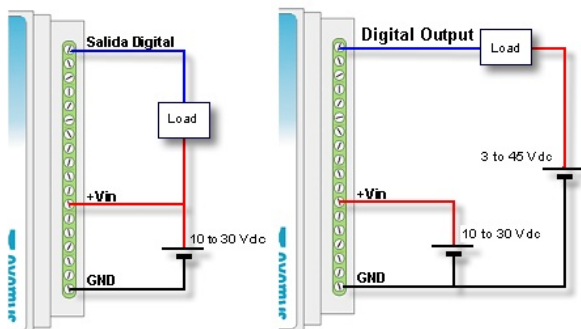 Salida Digital
Load
+Vin
10 to 30 Vdc
GND
Digital Output
Load
3 to 45 Vdc
+Vin
10 to 30 Vdc
GND